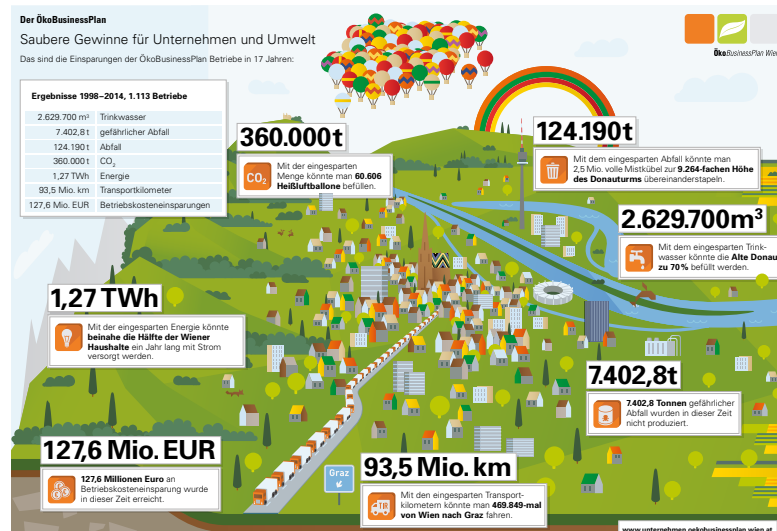 Der ÖkoBusinessPlan
Saubere Gewinne für Unternehmen und Umwelt
Das sind die Einsparungen der ÖkoBusinessPlan Betriebe in 17 Jahren:
ÖkoBusinessPlan Wien
Ergebnisse 1998–2014, 1.113 Betriebe
2.629.700 m³ Trinkwasser
7.402,8 t gefährlicher Abfall
124.190 t Abfall
360.000 t CO₂
1,27 TWh Energie
93,5 Mio. km Transportkilometer
127,6 Mio. EUR Betriebskosteneinsparungen
360.000 t
CO₂
Mit der eingesparten
Menge könnte man 60.606
Heißluftballone befüllen.
124.190 t
Mit dem eingesparten Abfall könnte man
2,5 Mio. volle Mistkübel zur 9.264-fachen Höhe
des Donauturms übereinanderstapeln.
2.629.700m³
Mit dem eingesparten Trink-
wasser könnte die Alte Donau
zu 70% befüllt werden.
1,27 TWh
Mit der eingesparten Energie könnte
beinahe die Hälfte der Wiener
Haushalte ein Jahr lang mit Strom
versorgt werden.
7.402,8t
7.402,8 Tonnen gefährlicher
Abfall wurden in dieser Zeit
nicht produziert.
127,6 Mio. EUR
127,6 Millionen Euro an
Betriebskosteneinsparung wurde
in dieser Zeit erreicht.
Graz
93,5 Mio. km
TIR
Mit den eingesparten Transport-
kilometern könnte man 469.849-mal
von Wien nach Graz fahren.
www.unternehmen.oekobusinessplan.wien.at